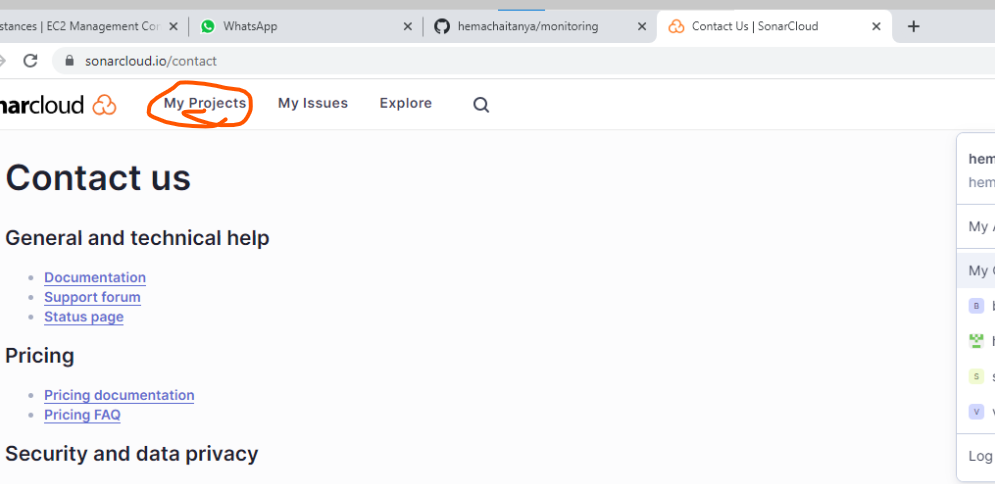 stances | EC2 Management Con
WhatsApp
hemachaitanya/monitoring
Contact Us | SonarCloud
sonarcloud.io/contact
narcloud
My Projects
My Issues
Explore
Contact us
General and technical help
Documentation
Support forum
Status page
Pricing
Pricing documentation
Pricing FAQ
Security and data privacy
hem
hem
My A
My
B
S
V
Log